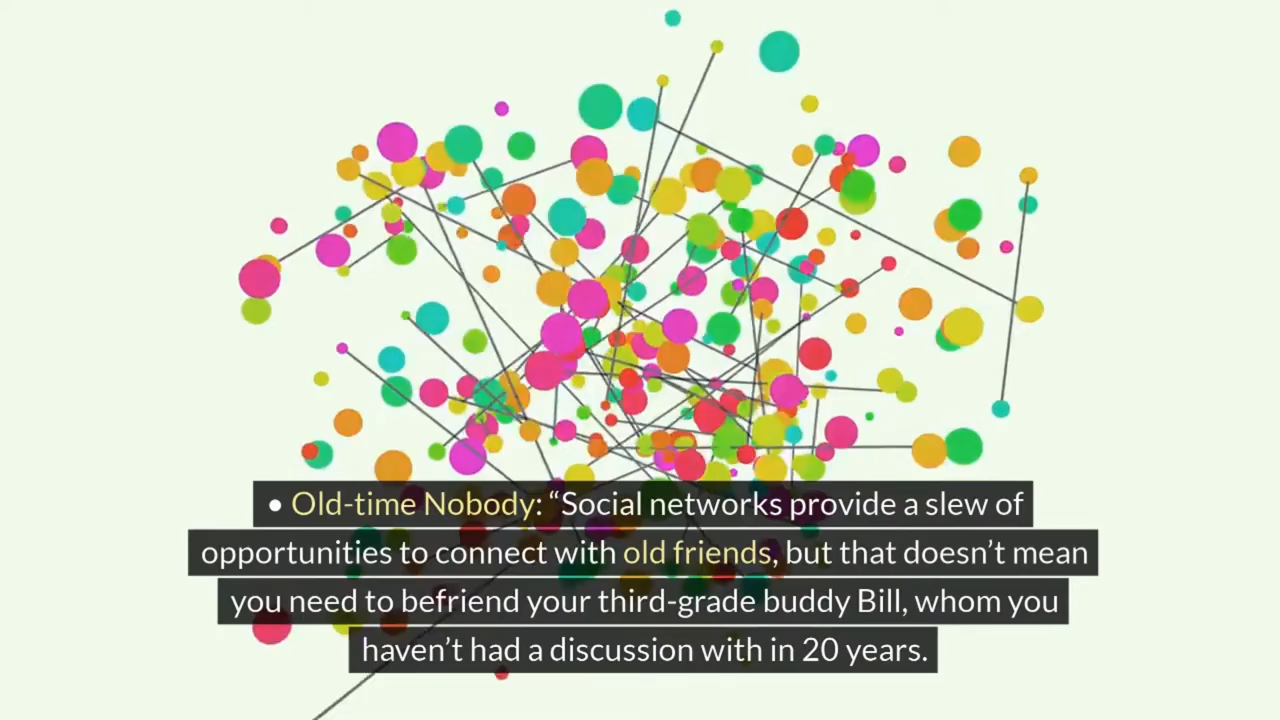 • Old-time Nobody: “Social networks provide a slew of
opportunities to connect with old friends, but that doesn’t mean
you need to befriend your third-grade buddy Bill, whom you
haven’t had a discussion with in 20 years.